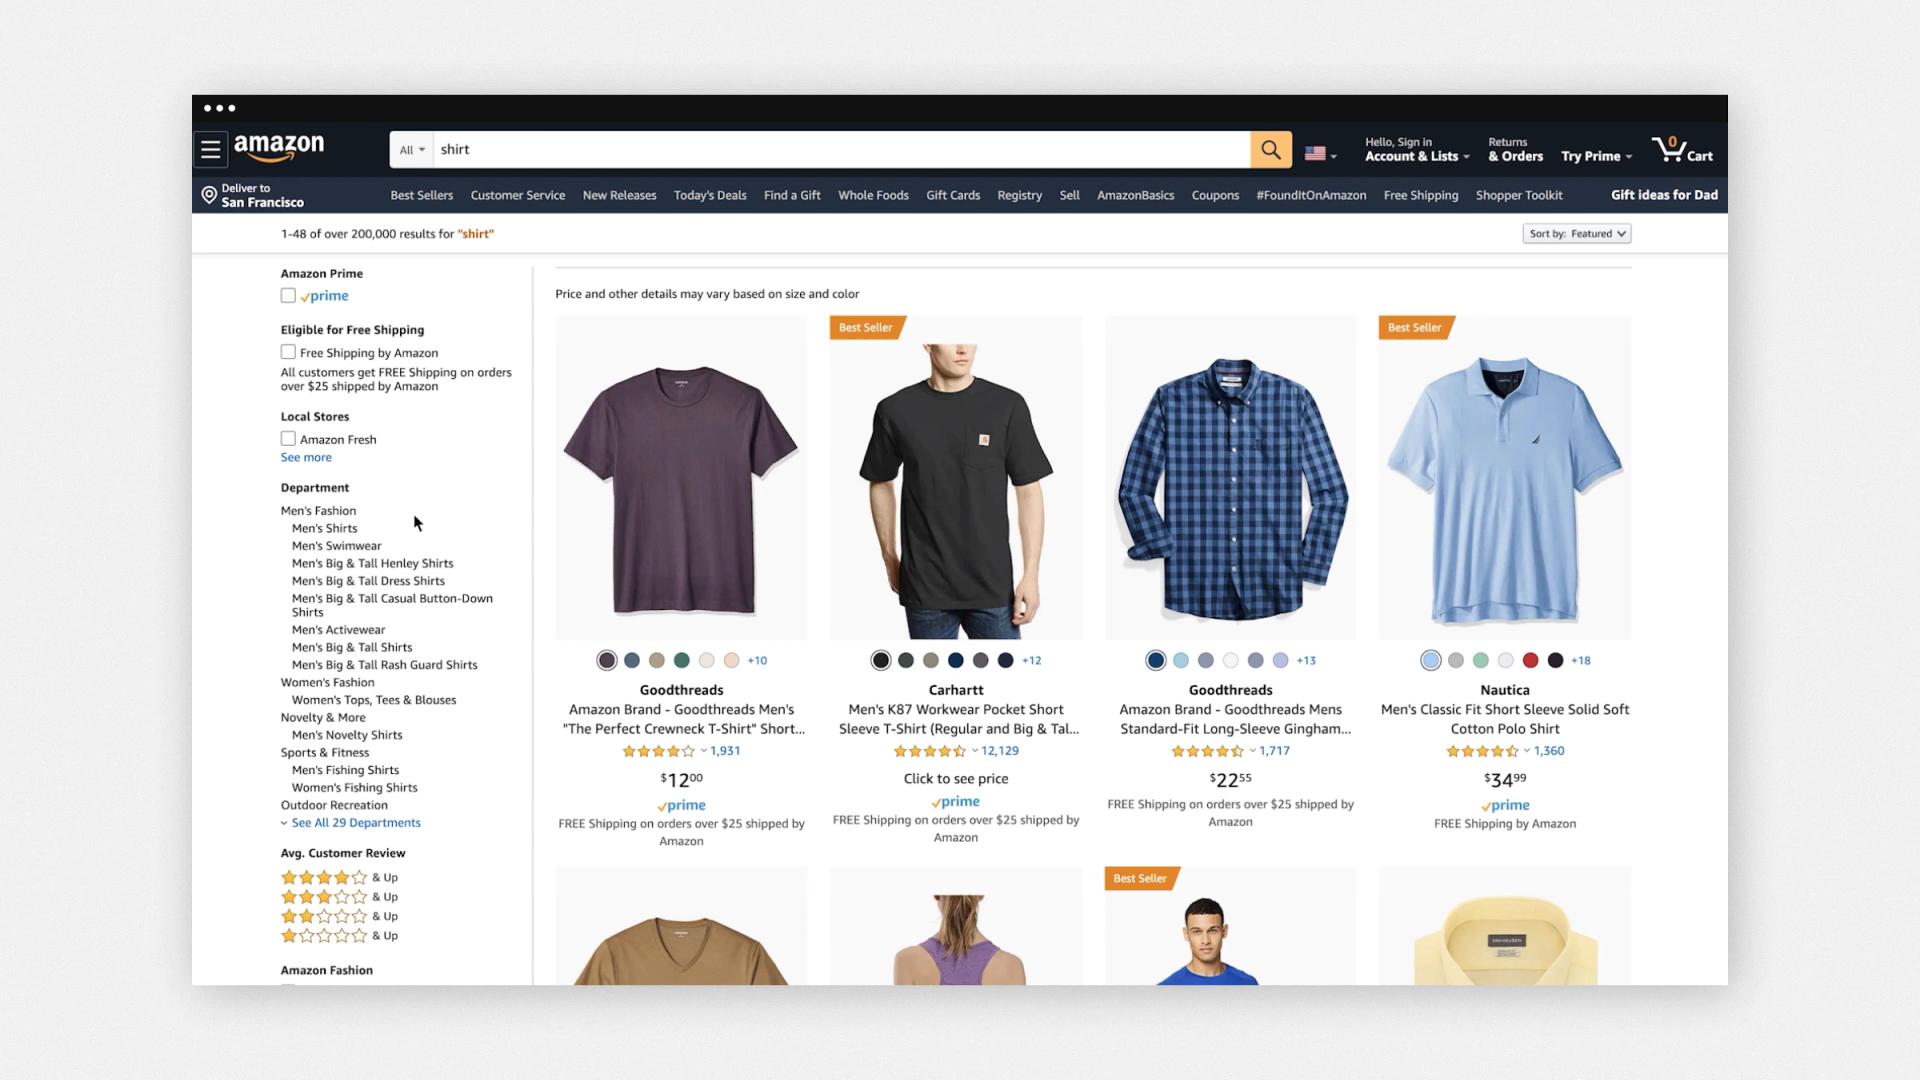 amazon
All
shirt
Hello, Sign in
Account & Lists
Returns
& Orders
Try Prime
0
Cart
Deliver to
San Francisco
Best Sellers
Customer Service
New Releases
Today's Deals
Find a Gift
Whole Foods
Gift Cards
Registry
Sell
AmazonBasics
Coupons
#FoundItOnAmazon
Free Shipping
Shopper Toolkit
Gift ideas for Dad
1-48 of over 200,000 results for "shirt"
Sort by: Featured
Amazon Prime
prime
Eligible for Free Shipping
Free Shipping by Amazon
All customers get FREE Shipping on orders
over $25 shipped by Amazon
Local Stores
Amazon Fresh
See more
Department
Men's Fashion
Men's Shirts
Men's Swimwear
Men's Big & Tall Henley Shirts
Men's Big & Tall Dress Shirts
Men's Big & Tall Casual Button-Down
Shirts
Men's Activewear
Men's Big & Tall Shirts
Men's Big & Tall Rash Guard Shirts
Women's Fashion
Women's Tops, Tees & Blouses
Novelty & More
Men's Novelty Shirts
Sports & Fitness
Men's Fishing Shirts
Women's Fishing Shirts
Outdoor Recreation
See All 29 Departments
Avg. Customer Review
& Up
& Up
& Up
& Up
Amazon Fashion
Price and other details may vary based on size and color
+10
Goodthreads
Amazon Brand - Goodthreads Men's
"The Perfect Crewneck T-Shirt" Short...
1,931
$1200
prime
FREE Shipping on orders over $25 shipped by
Amazon
Best Seller
+12
Carhartt
Men's K87 Workwear Pocket Short
Sleeve T-Shirt (Regular and Big & Tal...
12,129
Click to see price
prime
FREE Shipping on orders over $25 shipped by
Amazon
+13
Goodthreads
Amazon Brand - Goodthreads Mens
Standard-Fit Long-Sleeve Gingham...
1,717
$2255
FREE Shipping on orders over $25 shipped by
Amazon
Best Seller
+18
Nautica
Men's Classic Fit Short Sleeve Solid Soft
Cotton Polo Shirt
1,360
$3499
prime
FREE Shipping by Amazon
Best Seller